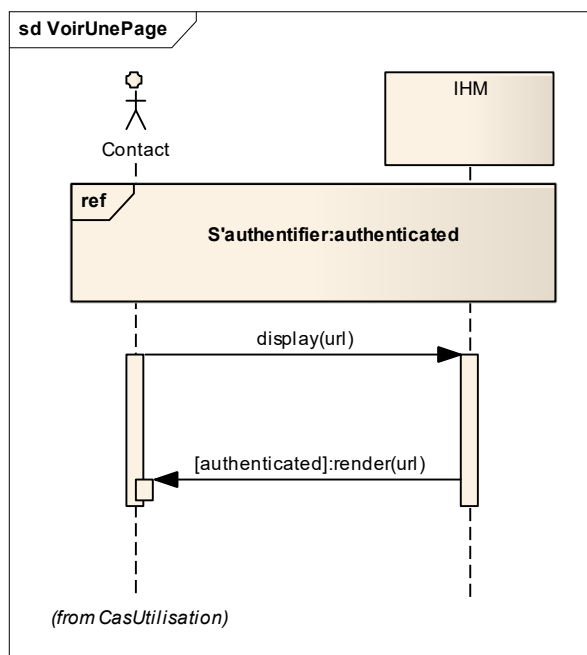 sd VoirUnePage
Contact
IHM
ref
S'authentifier:authenticated
display(url)
[authenticated]:render(url)
(from CasUtilisation)